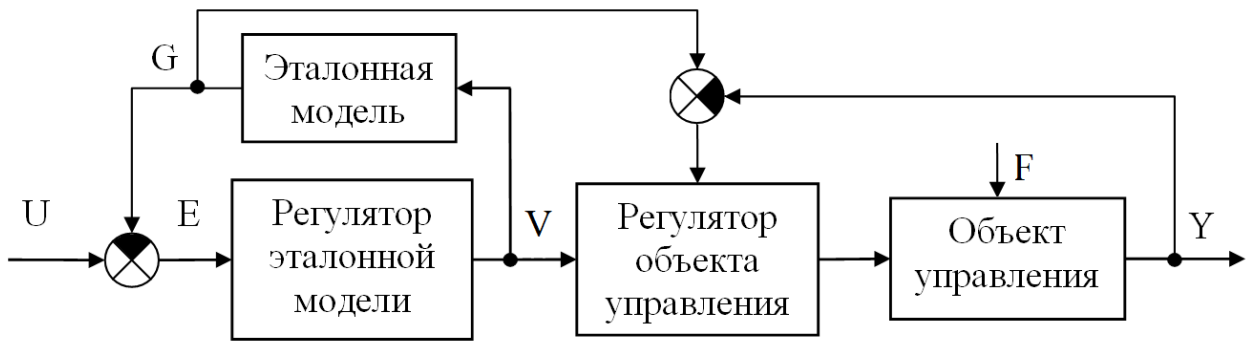 G
Эталонная
модель
U
E
Регулятор
эталонной
модели
V
Регулятор
объекта
управления
F
Объект
управления
Y